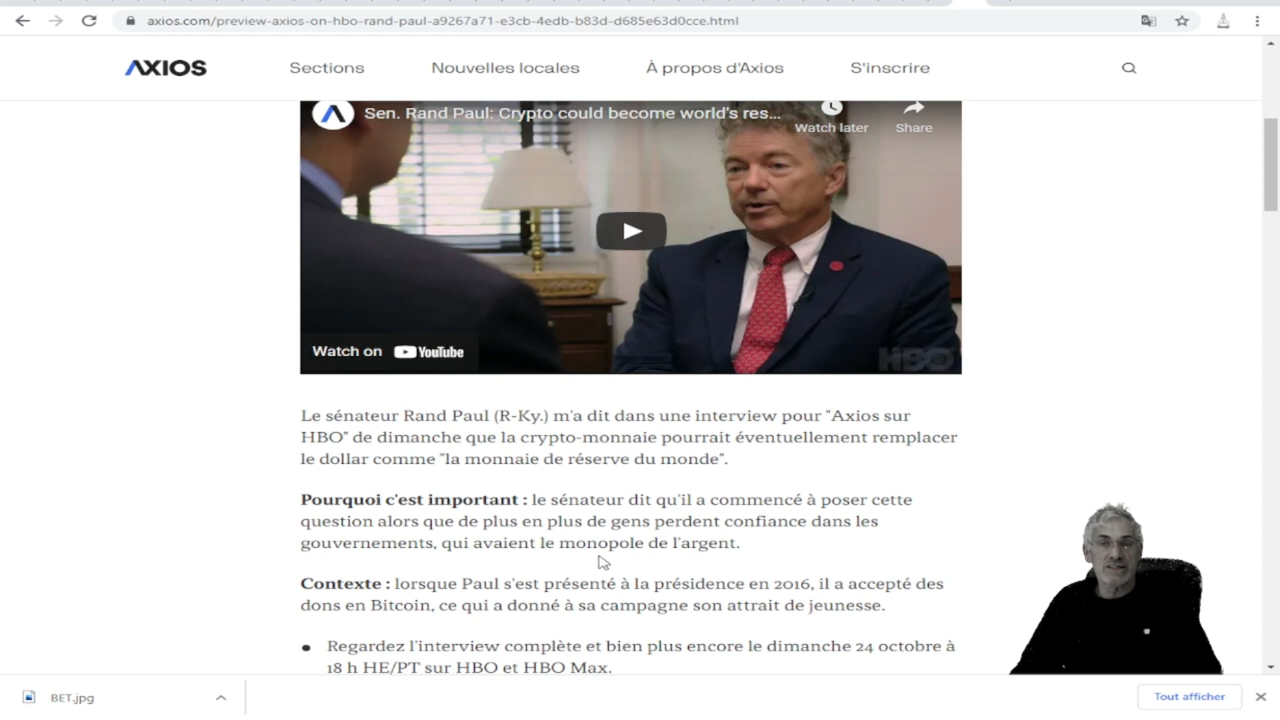 axios.com/preview-axios-on-hbo-rand-paul-a9267a71-e3cb-4edb-b83d-d685e63d0cce.html
AXIOS Sections Nouvelles locales À propos d'Axios S'inscrire
Sen. Rand Paul: Crypto could become world's res...
Watch later Share
Watch on YouTube
HBO
Le sénateur Rand Paul (R-Ky.) m'a dit dans une interview pour "Axios sur
HBO" de dimanche que la crypto-monnaie pourrait éventuellement remplacer
le dollar comme "la monnaie de réserve du monde".
Pourquoi c'est important : le sénateur dit qu'il a commencé à poser cette
question alors que de plus en plus de gens perdent confiance dans les
gouvernements, qui avaient le monopole de l'argent.
Contexte : lorsque Paul s'est présenté à la présidence en 2016, il a accepté des
dons en Bitcoin, ce qui a donné à sa campagne son attrait de jeunesse.
Regardez l'interview complète et bien plus encore le dimanche 24 octobre à
18 h HE/PT sur HBO et HBO Max.
BET.jpg Tout afficher